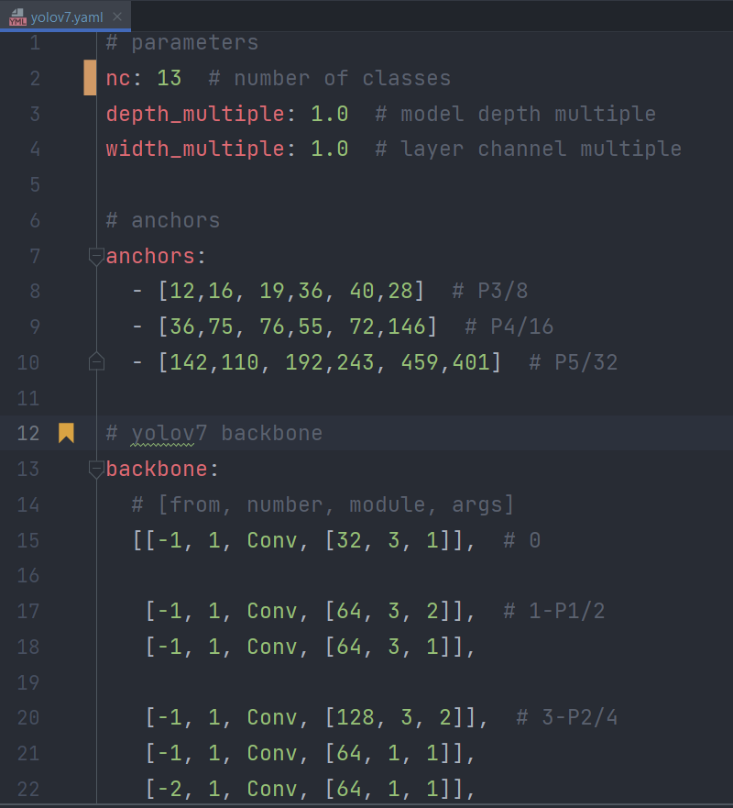 yolov7.yaml ×
1 # parameters
2 nc: 13  # number of classes
3 depth_multiple: 1.0  # model depth multiple
4 width_multiple: 1.0  # layer channel multiple
5
6 # anchors
7 anchors:
8   - [12,16, 19,36, 40,28]  # P3/8
9   - [36,75, 76,55, 72,146]  # P4/16
10   - [142,110, 192,243, 459,401]  # P5/32
11
12 # yolov7 backbone
13 backbone:
14   # [from, number, module, args]
15   [[-1, 1, Conv, [32, 3, 1]],  # 0
16
17    [-1, 1, Conv, [64, 3, 2]],  # 1-P1/2
18    [-1, 1, Conv, [64, 3, 1]],
19
20    [-1, 1, Conv, [128, 3, 2]],  # 3-P2/4
21    [-1, 1, Conv, [64, 1, 1]],
22    [-2, 1, Conv, [64, 1, 1]],